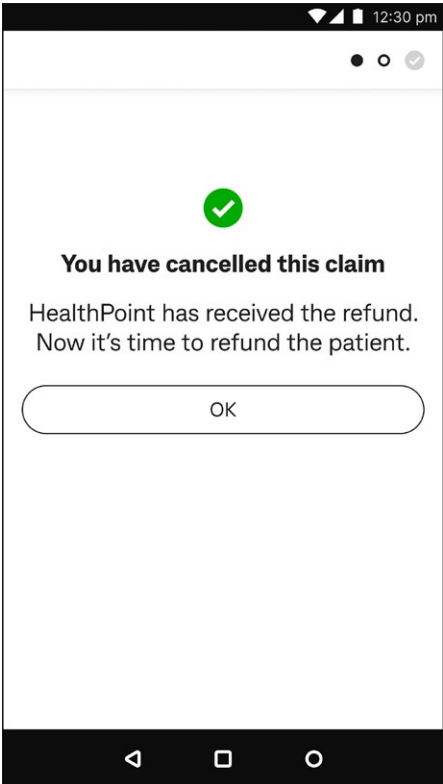 12:30 pm
You have cancelled this claim
HealthPoint has received the refund.
Now it's time to refund the patient.
OK